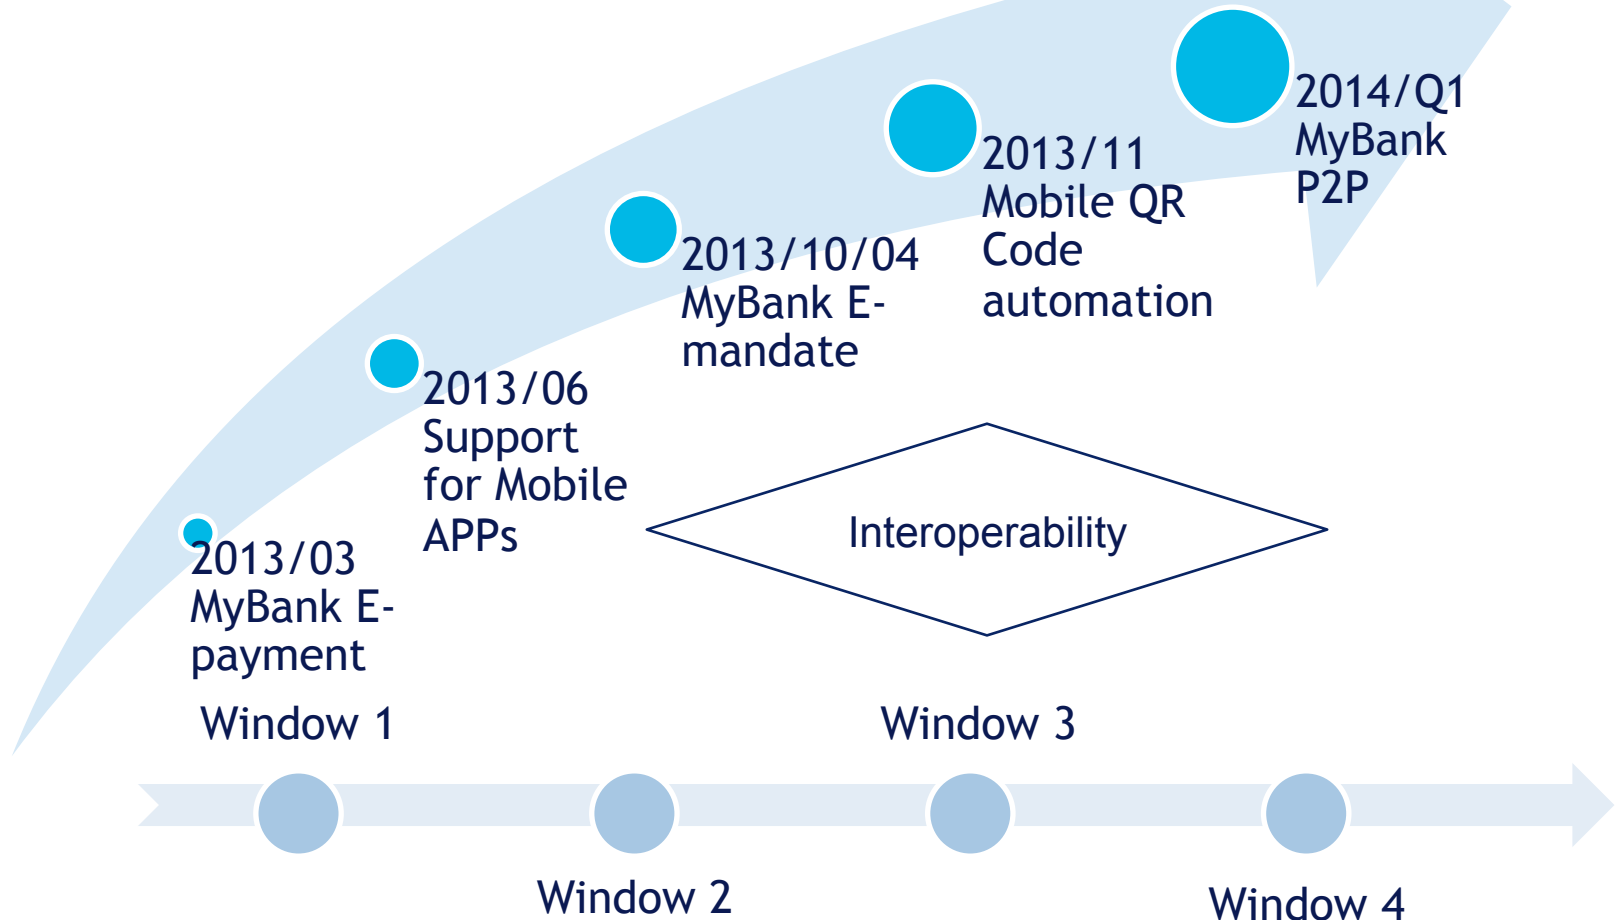 2014/Q1
MyBank
P2P
2013/11
Mobile QR
Code
automation
2013/10/04
MyBank E-
mandate
2013/06
Support
for Mobile
APPs
2013/03
MyBank E-
payment
Interoperability
Window 1
Window 3
Window 2
Window 4